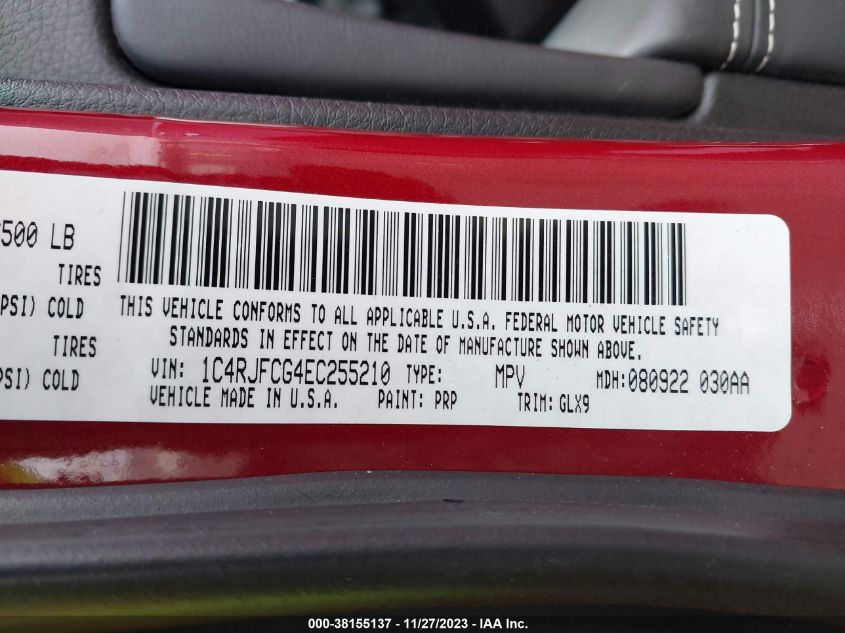 500 LB
TIRES
PSI) COLD
THIS VEHICLE CONFORMS TO ALL APPLICABLE U.S.A. FEDERAL MOTOR VEHICLE SAFETY
STANDARDS IN EFFECT ON THE DATE OF MANUFACTURE SHOWN ABOVE.
TIRES
PSI) COLD
VIN: 1C4RJFCG4EC255210 TYPE: MPV MDH:080922 030AA
VEHICLE MADE IN U.S.A. PAINT: PRP TRIM: GLX9
000-38155137 - 11/27/2023 - IAA Inc.